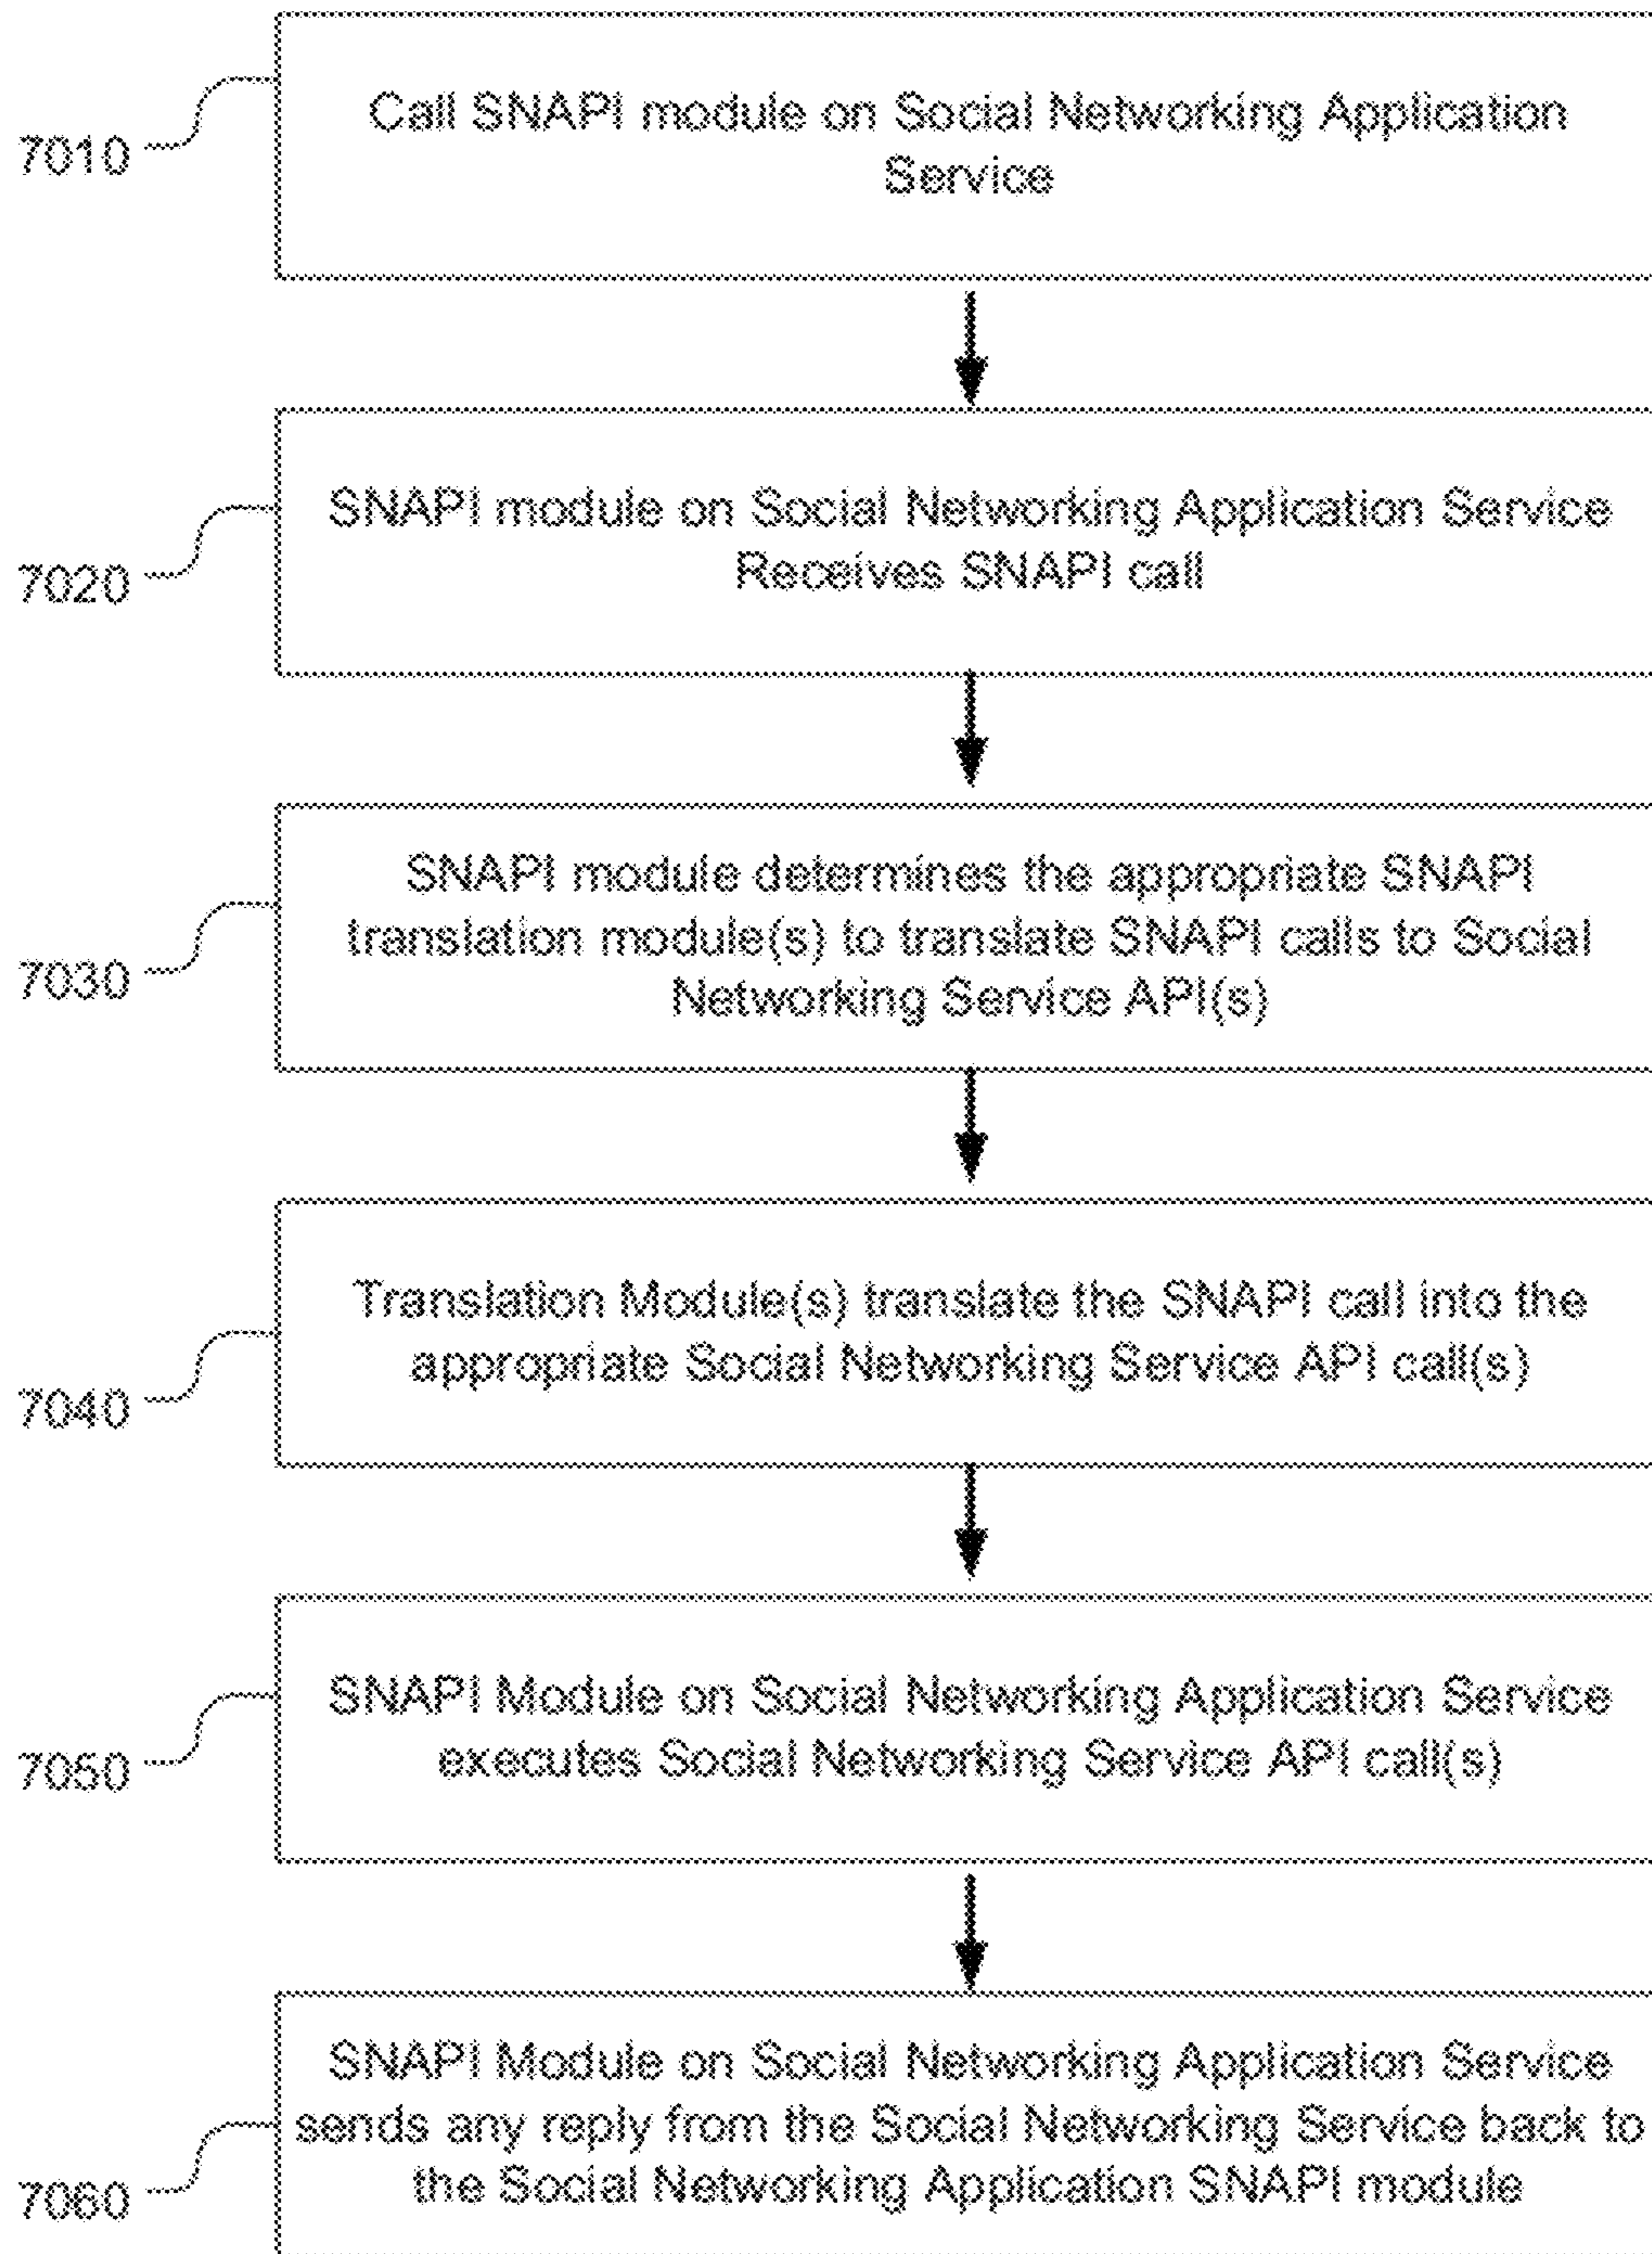 Call SNAPI module on Social Networking Application
Service
7010
SNAPI module on Social Networking Application Service
Receives SNAPI call
7020
SNAPI module determines the appropriate SNAPI
translation module(s) to translate SNAPI calls to Social
Networking Service API(s)
7030
Translation Module(s) translate the SNAPI call into the
appropriate Social Networking Service API call(s)
7040
SNAPI Module on Social Networking Application Service
executes Social Networking Service API call(s)
7050
SNAPI Module on Social Networking Application Service
sends any reply from the Social Networking Service back to
the Social Networking Application SNAPI module
7060